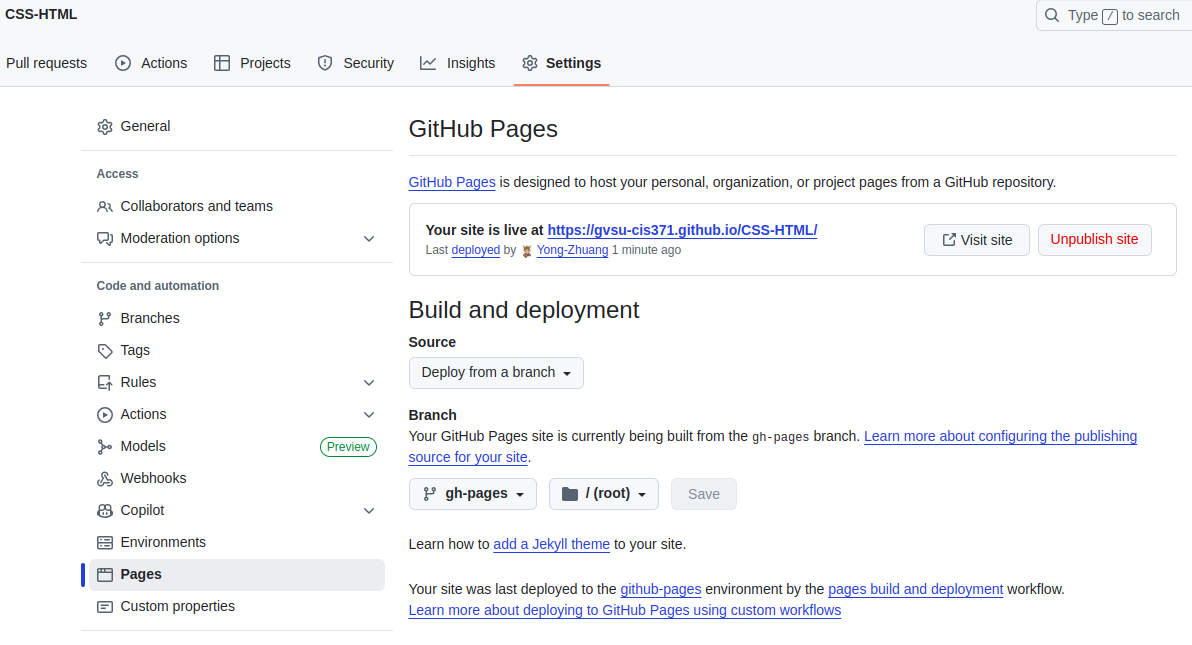 CSS-HTML
Type / to search
Pull requests Actions Projects Security Insights Settings
General
Access
Collaborators and teams
Moderation options
Code and automation
Branches
Tags
Rules
Actions
Models Preview
Webhooks
Copilot
Environments
Pages
Custom properties
GitHub Pages
GitHub Pages is designed to host your personal, organization, or project pages from a GitHub repository.
Your site is live at https://gvsu-cis371.github.io/CSS-HTML/
Last deployed by Yong-Zhuang 1 minute ago
Visit site Unpublish site
Build and deployment
Source
Deploy from a branch
Branch
Your GitHub Pages site is currently being built from the gh-pages branch. Learn more about configuring the publishing
source for your site.
gh-pages / (root) Save
Learn how to add a Jekyll theme to your site.
Your site was last deployed to the github-pages environment by the pages build and deployment workflow.
Learn more about deploying to GitHub Pages using custom workflows